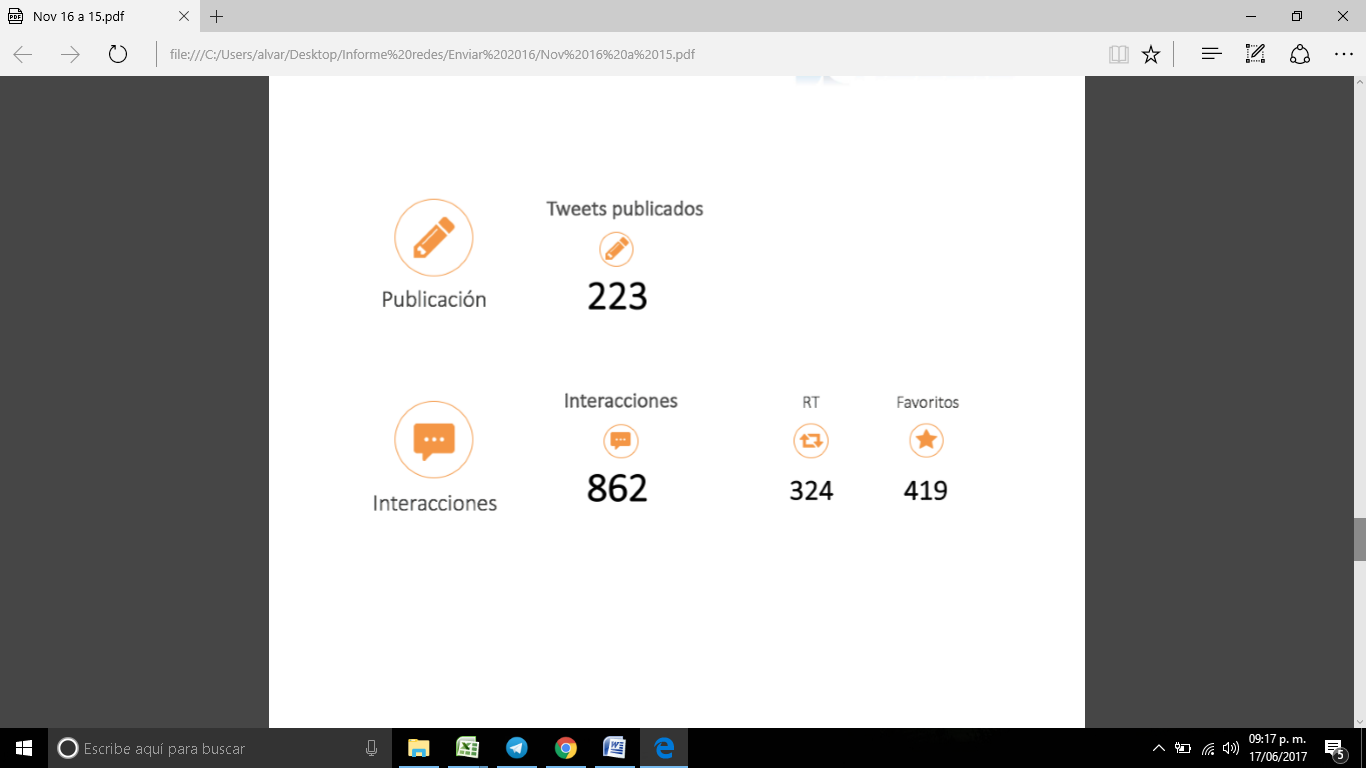 Nov 16 a 15.pdf
file:///C:/Users/alvar/Desktop/Informe%20redes/Enviar%202016/Nov%2016%20a%2015.pdf
Tweets publicados
Publicación
223
Interacciones
RT
Favoritos
Interacciones
862
324
419
Escribe aquí para buscar
09:17 p. m.
17/06/2017
5